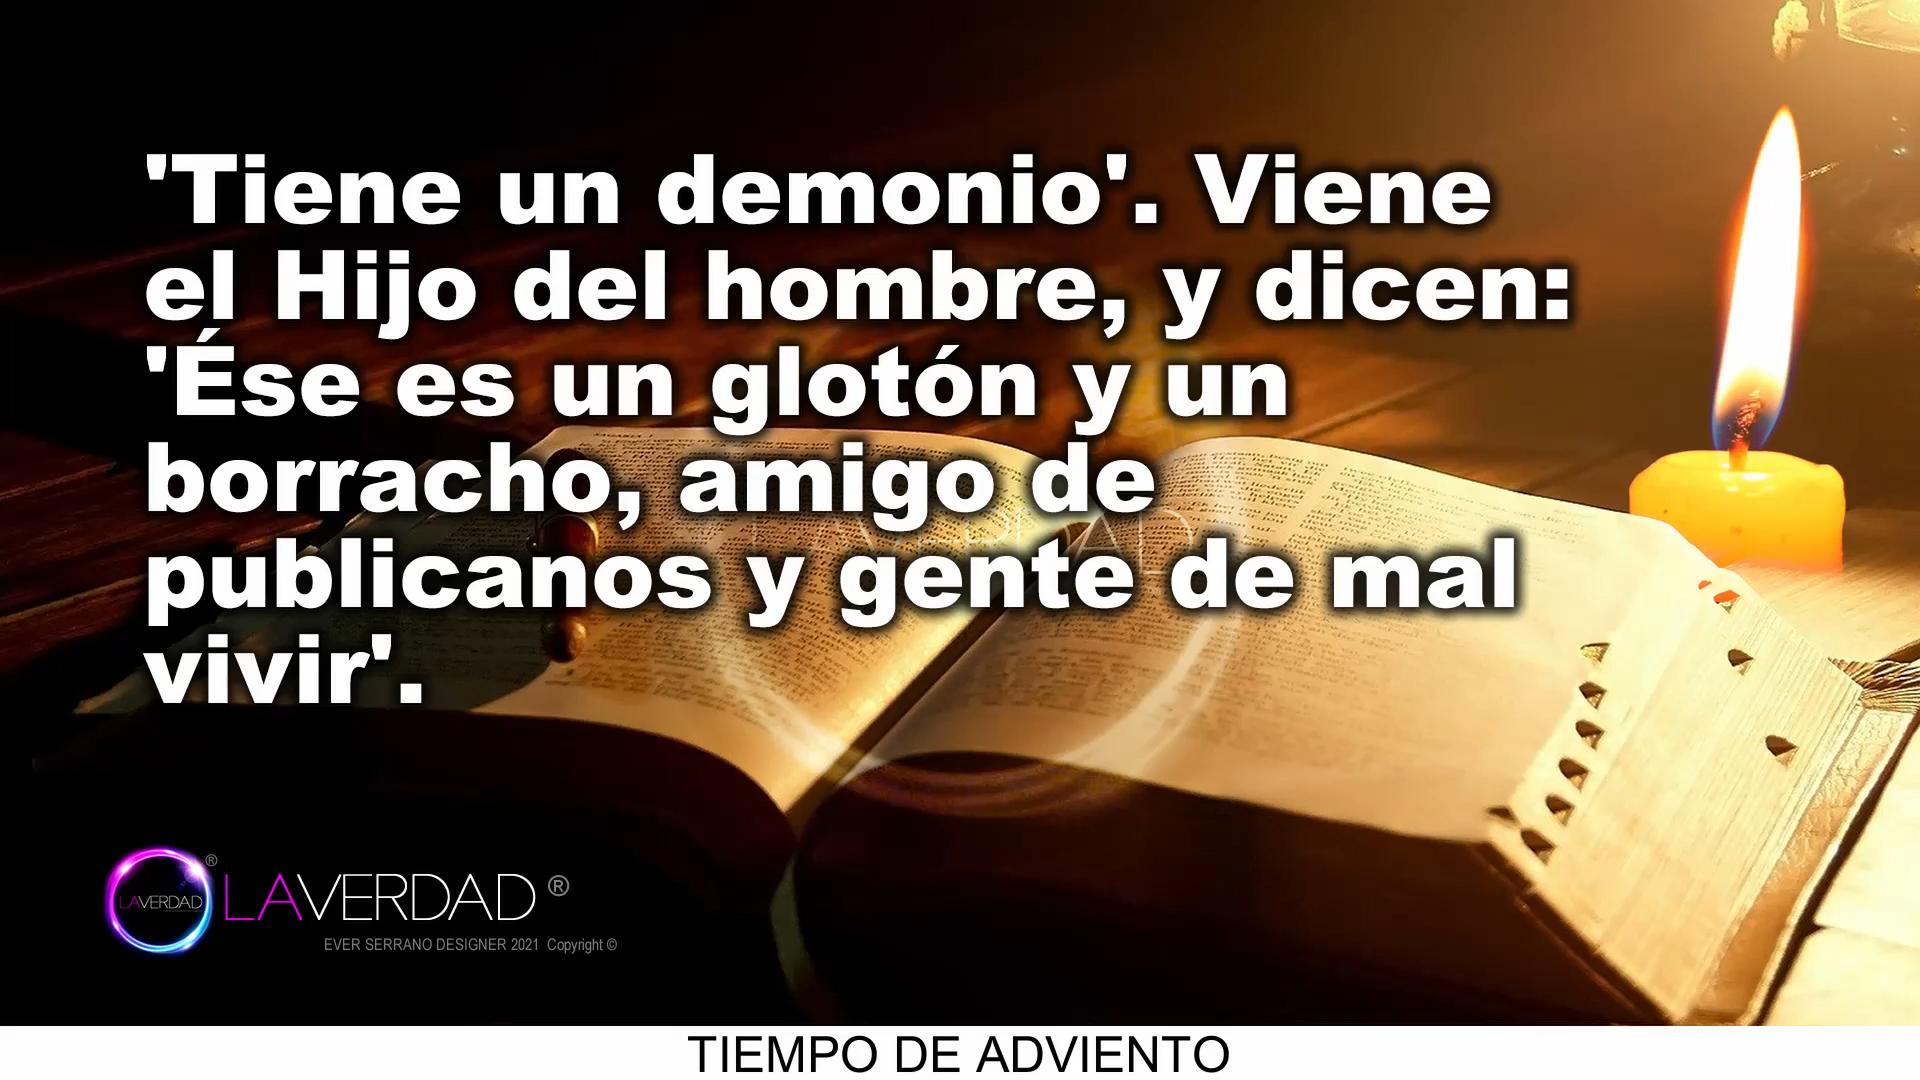 'Tiene un demonio'. Viene
el Hijo del hombre, y dicen:
'Ése es un glotón y un
borracho, amigo de
publicanos y gente de mal
vivir'.
LAVERDAD ®
LAVERDAD ®
EVER SERRANO DESIGNER 2021 Copyright ©
TIEMPO DE ADVIENTO